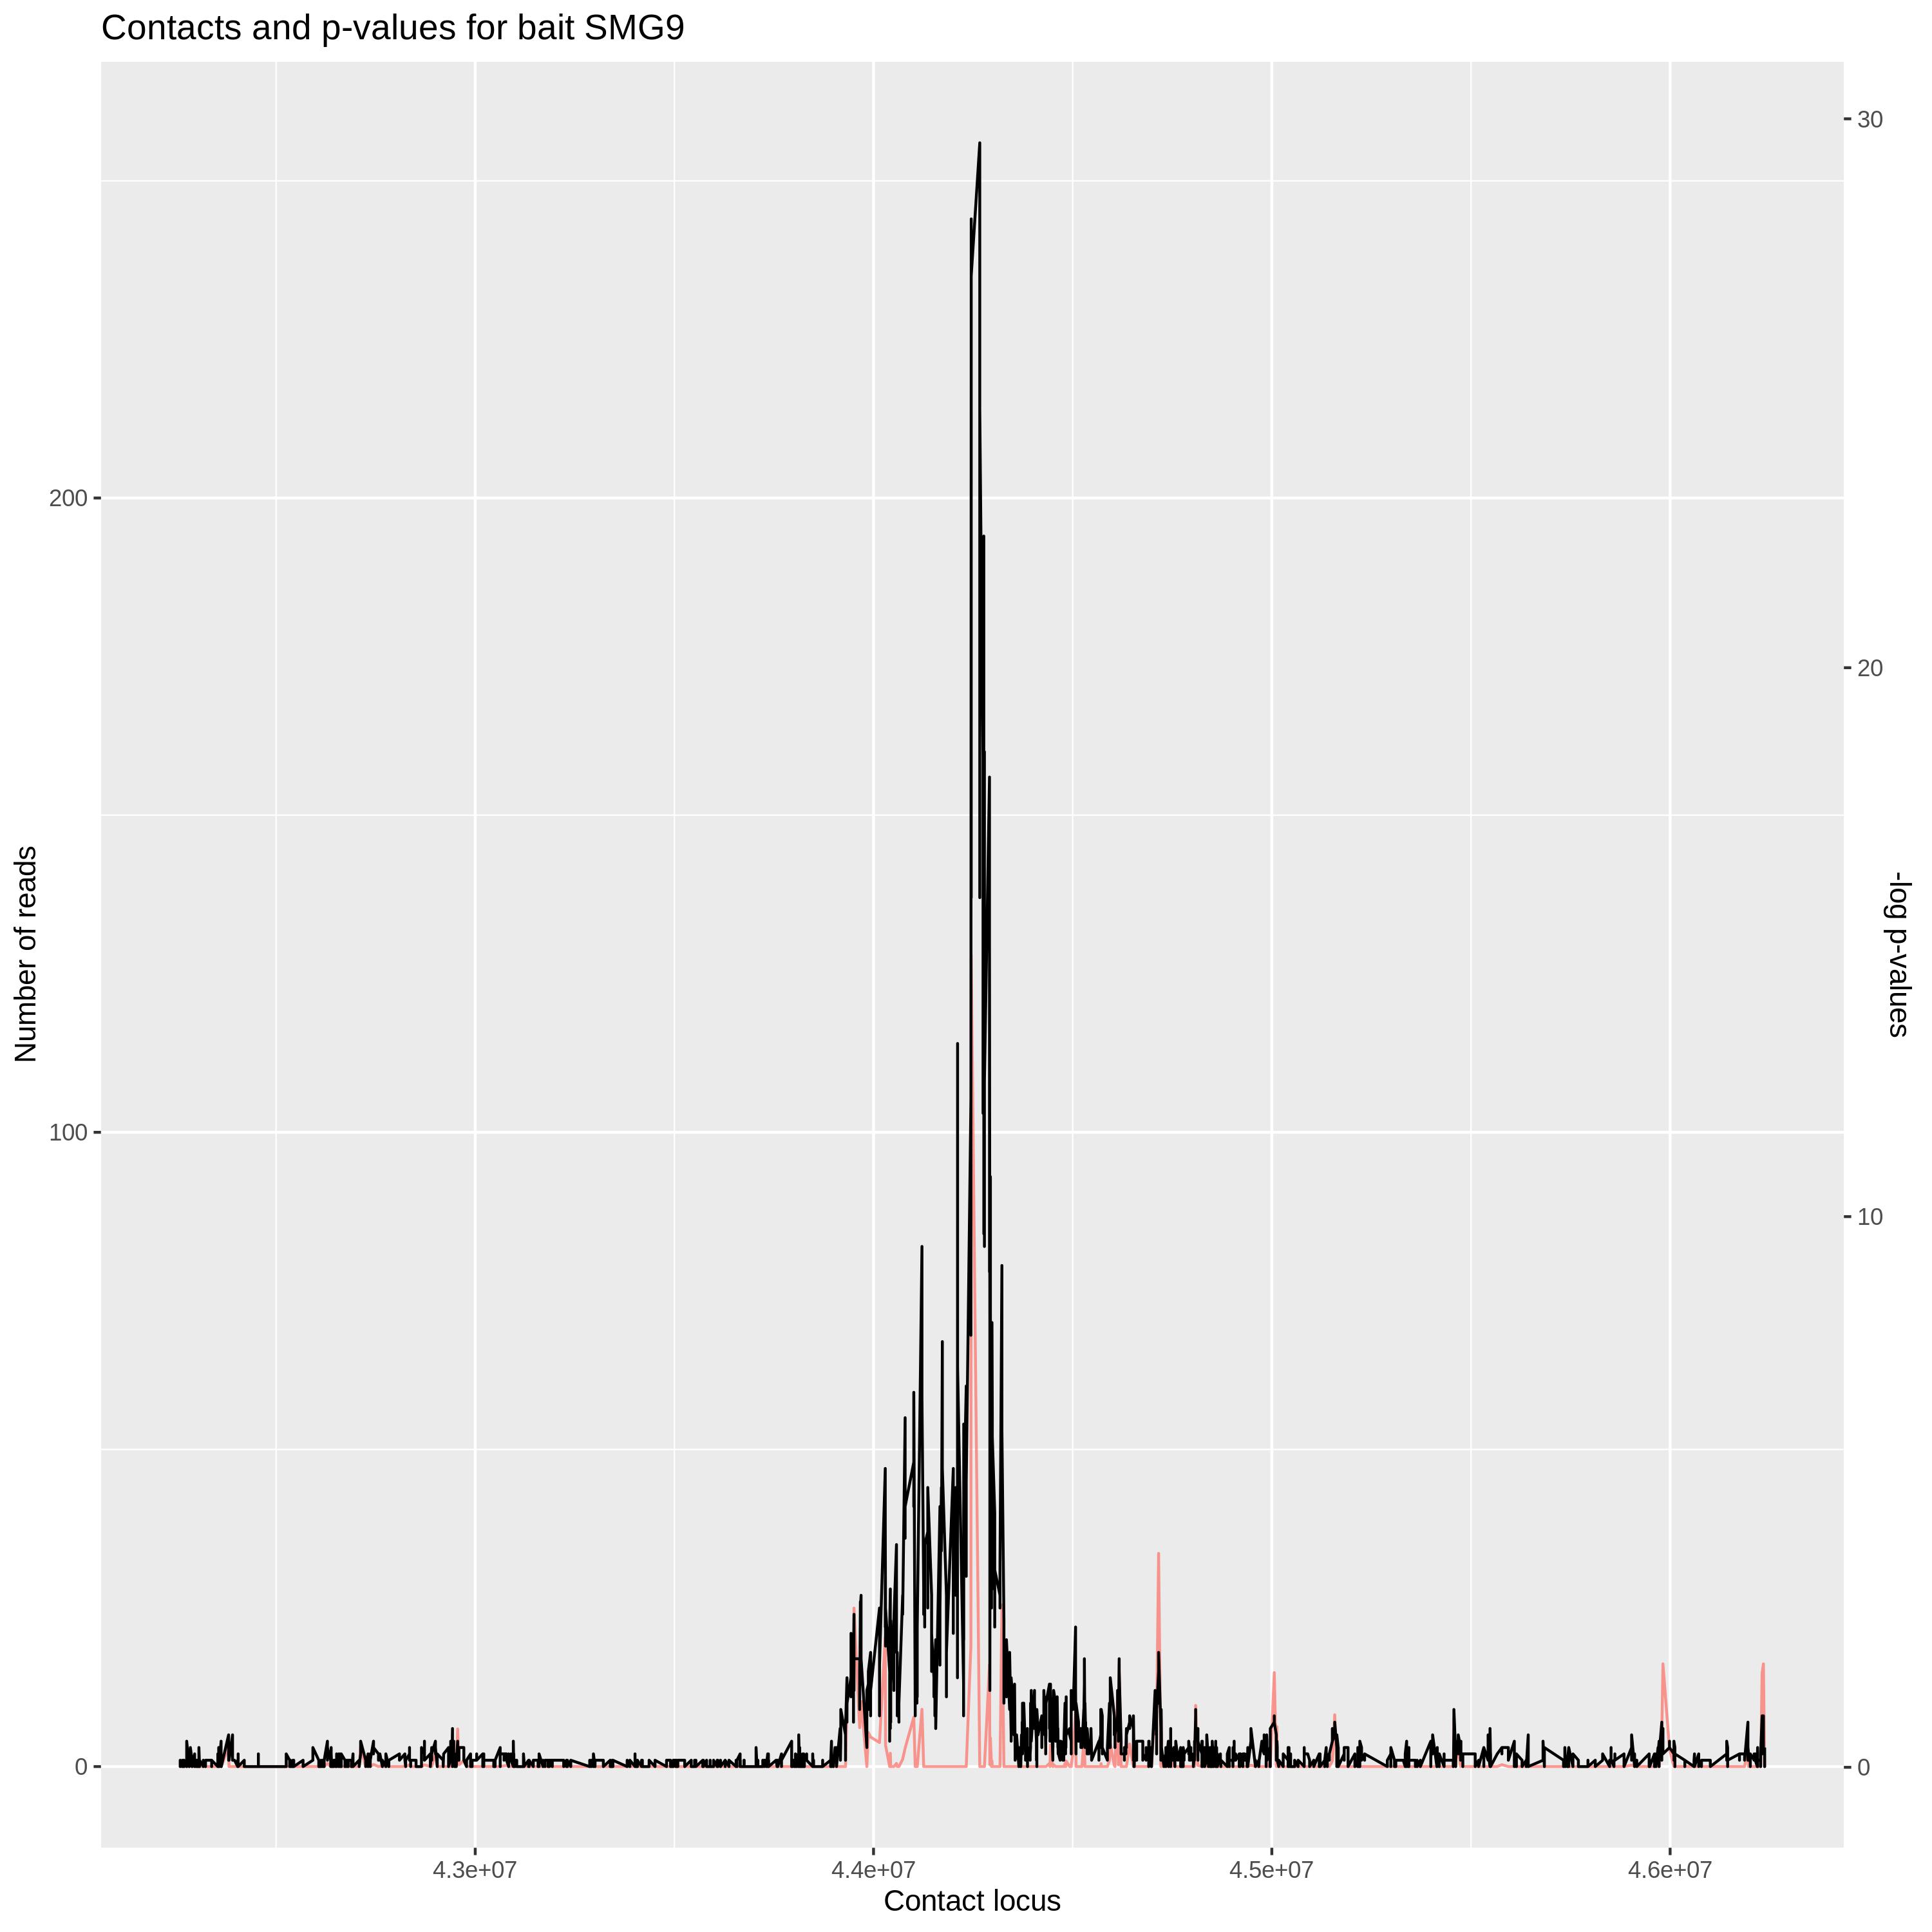 Contacts and p-values for bait SMG9
Number of reads
200
100
0
30
20
10
0
-log p-values
4.3e+07
4.4e+07
4.5e+07
4.6e+07
Contact locus